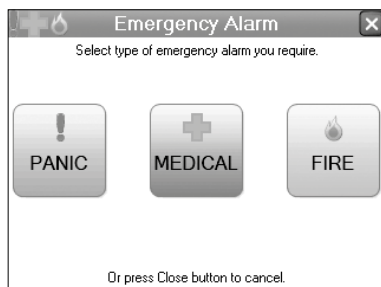 Emergency Alarm
Select type of emergency alarm you require.
PANIC
MEDICAL
FIRE
Or press Close button to cancel.